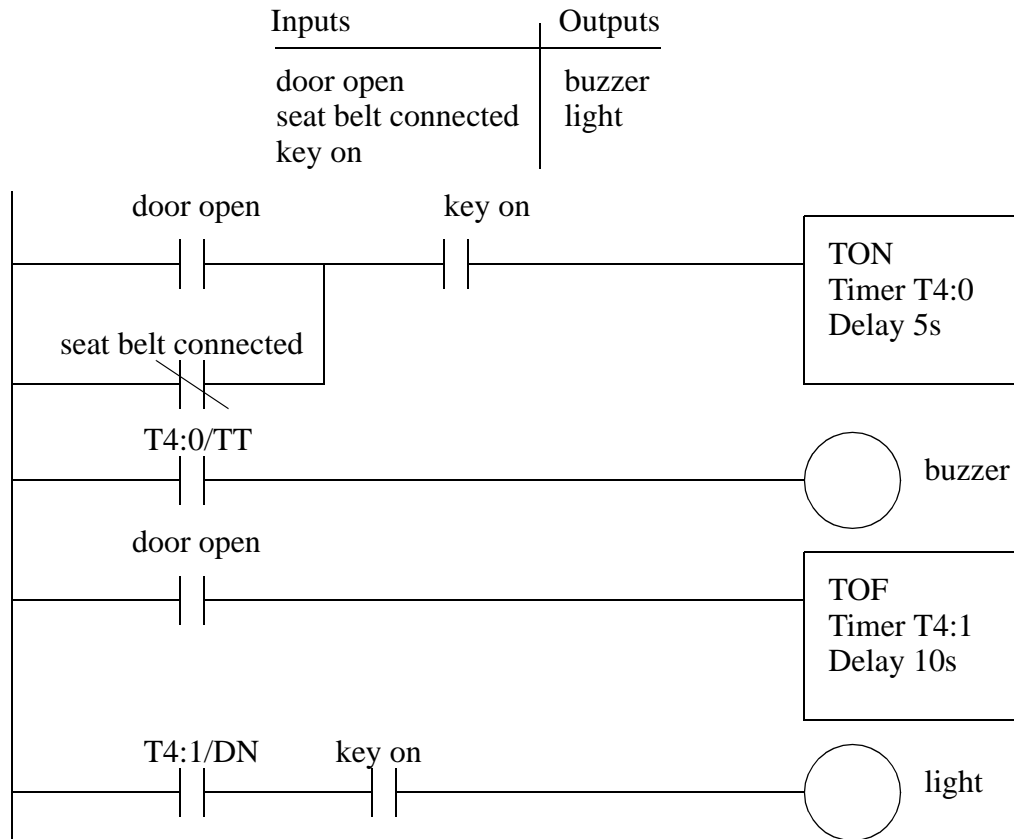 Inputs Outputs
door open buzzer
seat belt connected light
key on
door open key on
TON
Timer T4:0
Delay 5s
seat belt connected
T4:0/TT
buzzer
door open
TOF
Timer T4:1
Delay 10s
T4:1/DN key on
light